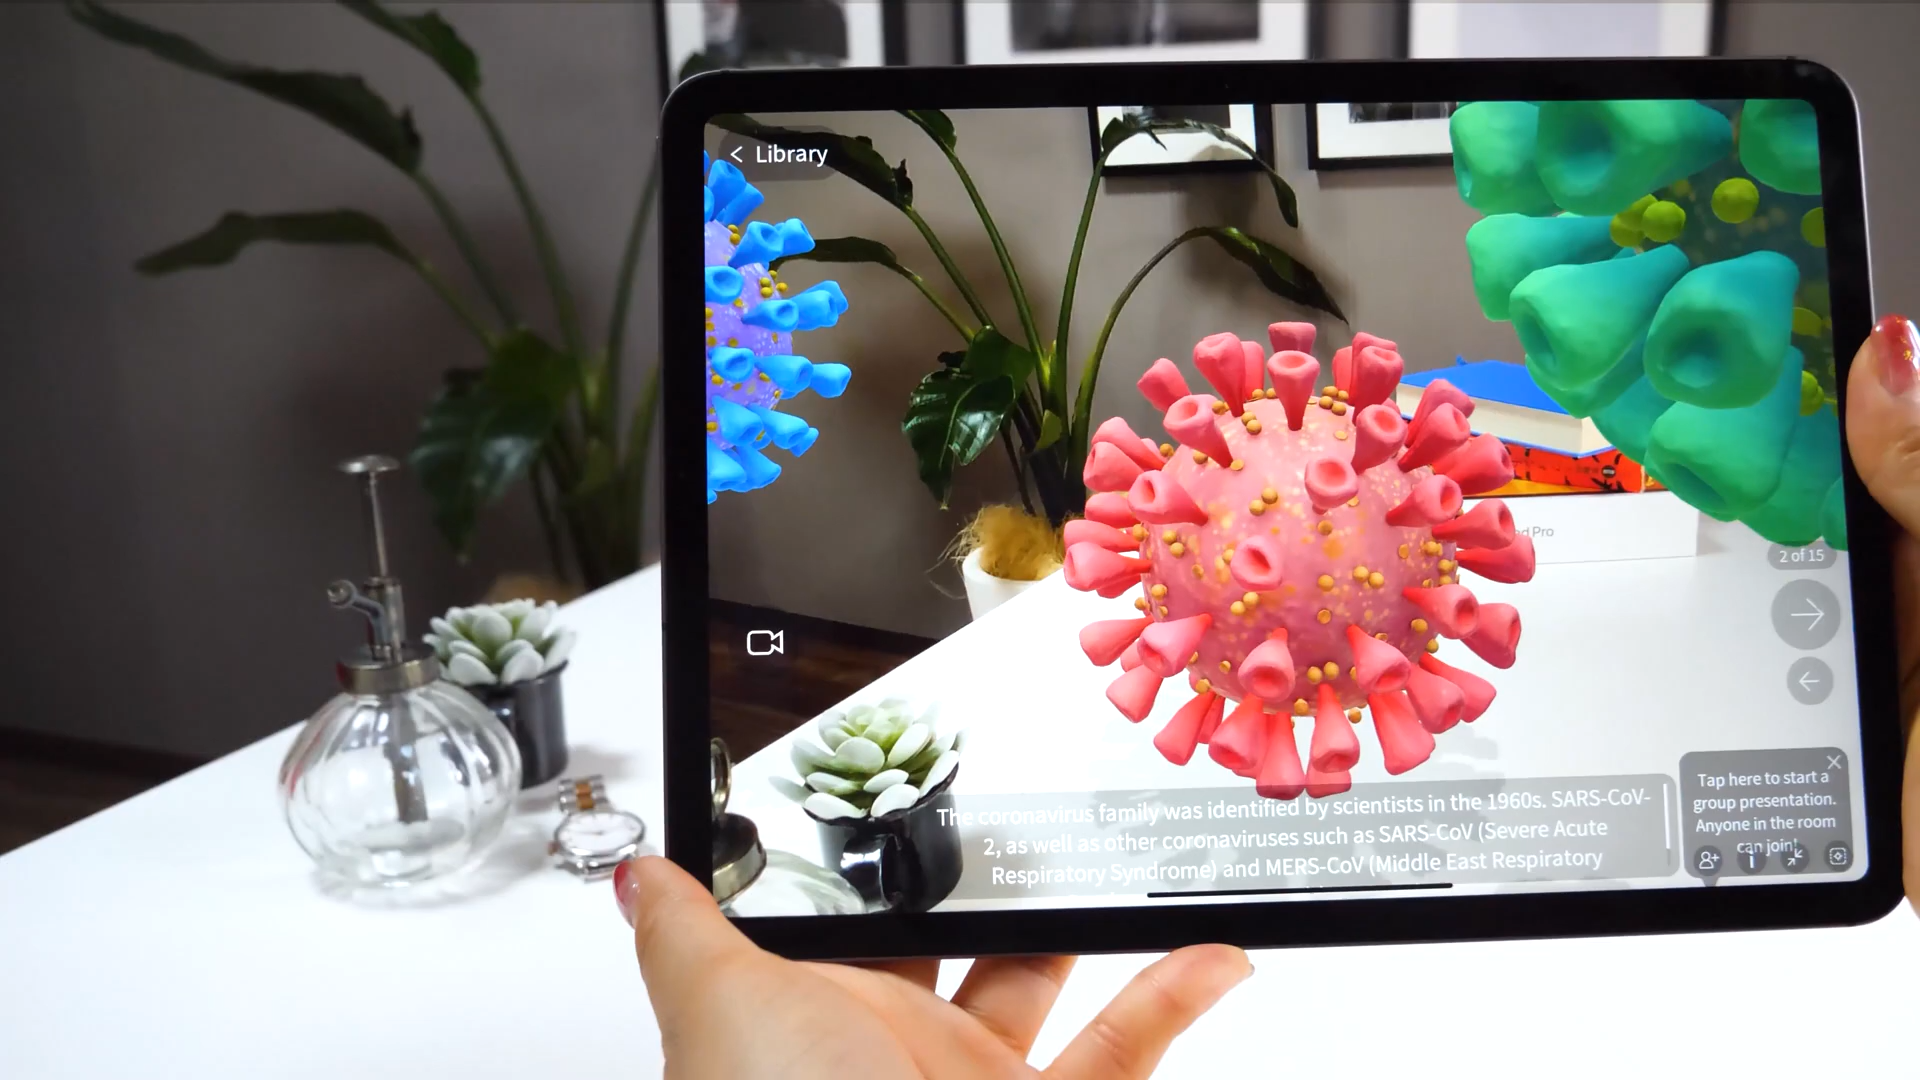 Library
d Pro
2 of 15
Tap here to start a
group presentation.
Anyone in the room
can join!
The coronavirus family was identified by scientists in the 1960s. SARS-CoV-
2, as well as other coronaviruses such as SARS-CoV (Severe Acute
Respiratory Syndrome) and MERS-CoV (Middle East Respiratory